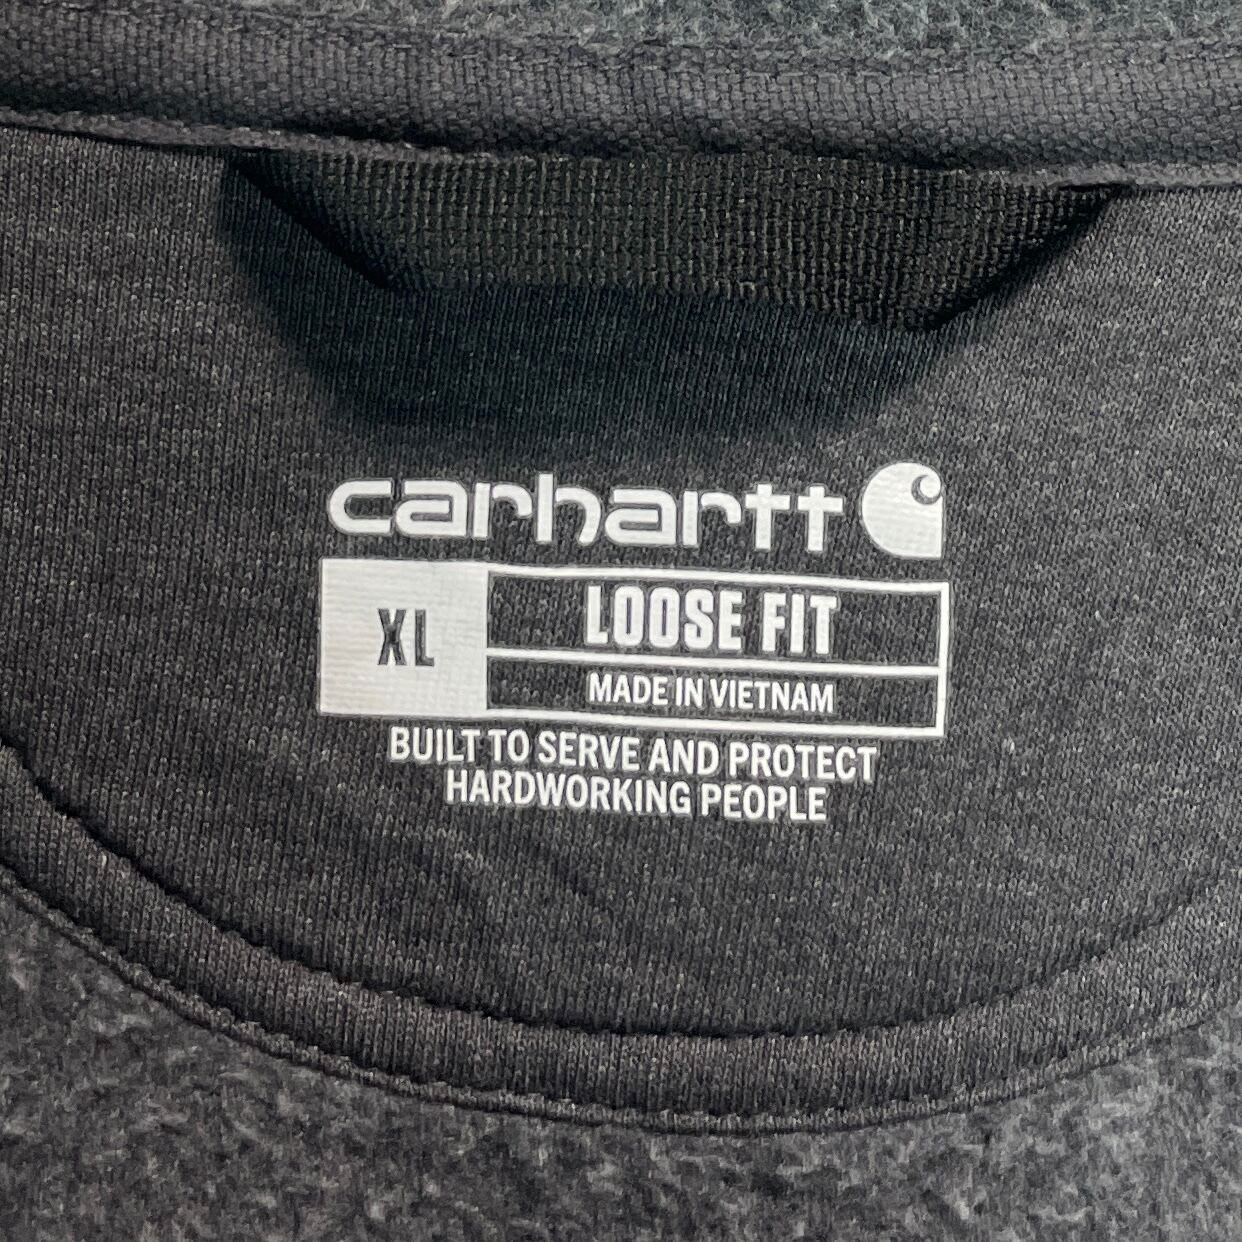 carhartt
XL
LOOSE FIT
MADE IN VIETNAM
BUILT TO SERVE AND PROTECT
HARDWORKING PEOPLE